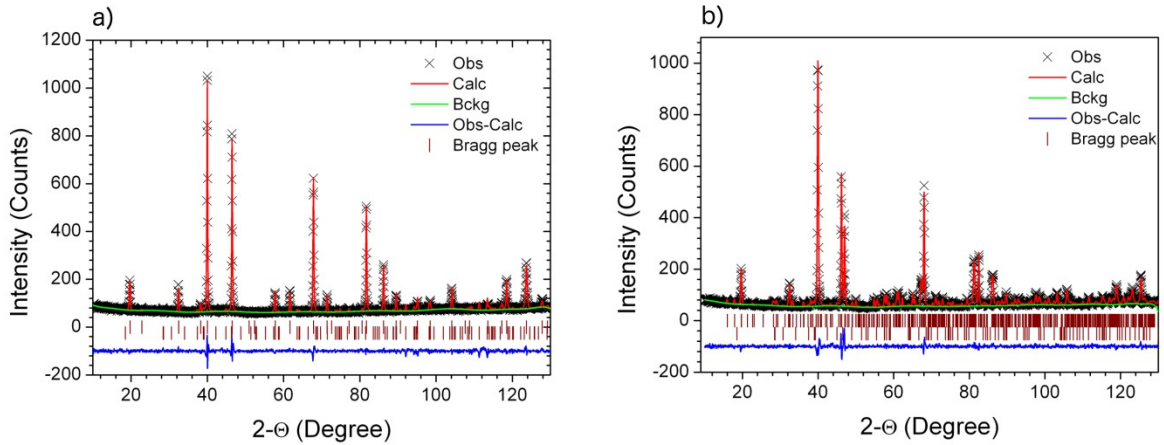 a)
1200
1000
800
600
400
200
0
-200
Intensity (Counts)
20 40 60 80 100 120
2-Θ (Degree)
Obs
Calc
Bckg
Obs-Calc
Bragg peak
b)
1000
800
600
400
200
0
-200
Intensity (Counts)
20 40 60 80 100 120
2-Θ (Degree)
Obs
Calc
Bckg
Obs-Calc
Bragg peak